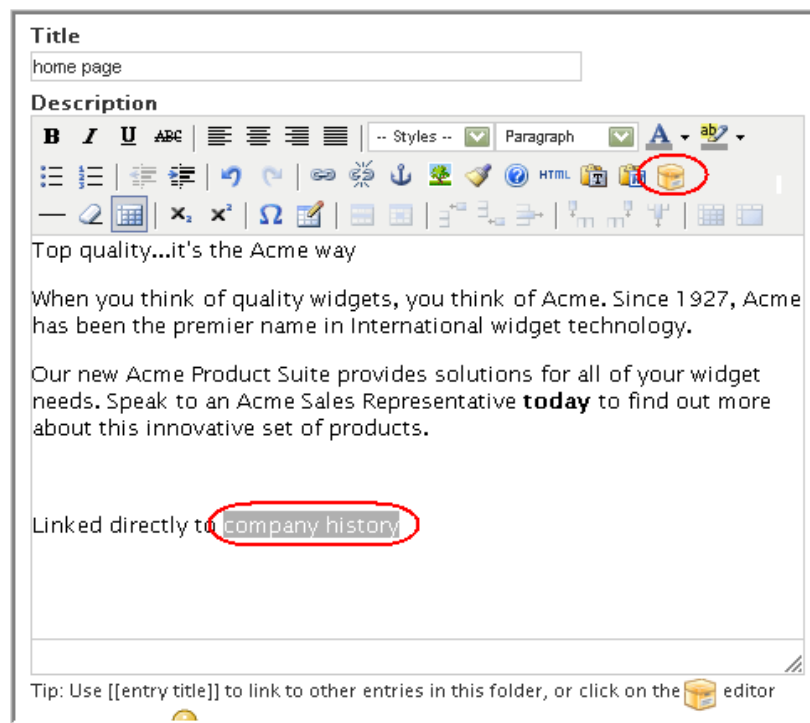 Title
home page
Description
B I U ABC -- Styles -- Paragraph A ab
HTML T
x₂ x² Ω
Top quality...it's the Acme way
When you think of quality widgets, you think of Acme. Since 1927, Acme
has been the premier name in International widget technology.
Our new Acme Product Suite provides solutions for all of your widget
needs. Speak to an Acme Sales Representative today to find out more
about this innovative set of products.
Linked directly to company history
Tip: Use [[entry title]] to link to other entries in this folder, or click on the editor